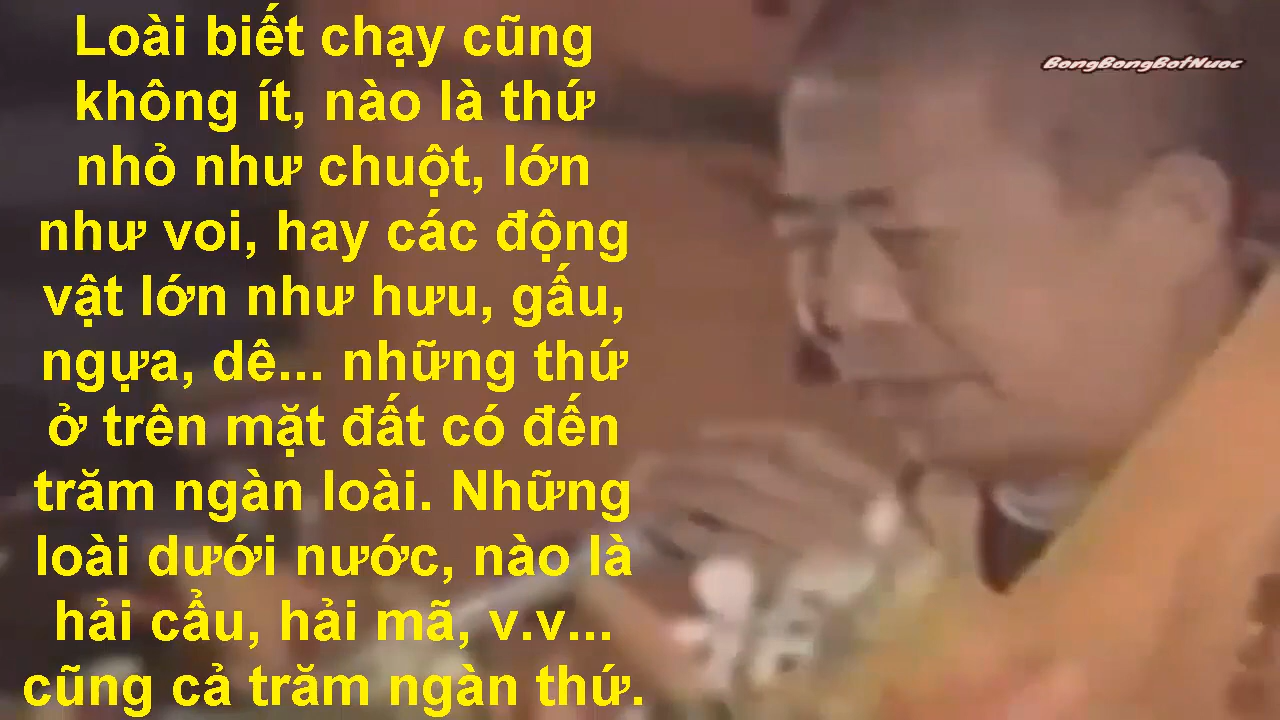 Loài biết chạy cũng
không ít, nào là thứ
nhỏ như chuột, lớn
như voi, hay các động
vật lớn như hưu, gấu,
ngựa, dê... những thứ
ở trên mặt đất có đến
trăm ngàn loài. Những
loài dưới nước, nào là
hải cẩu, hải mã, v.v...
cũng cả trăm ngàn thứ.
BongBongBotNuoc